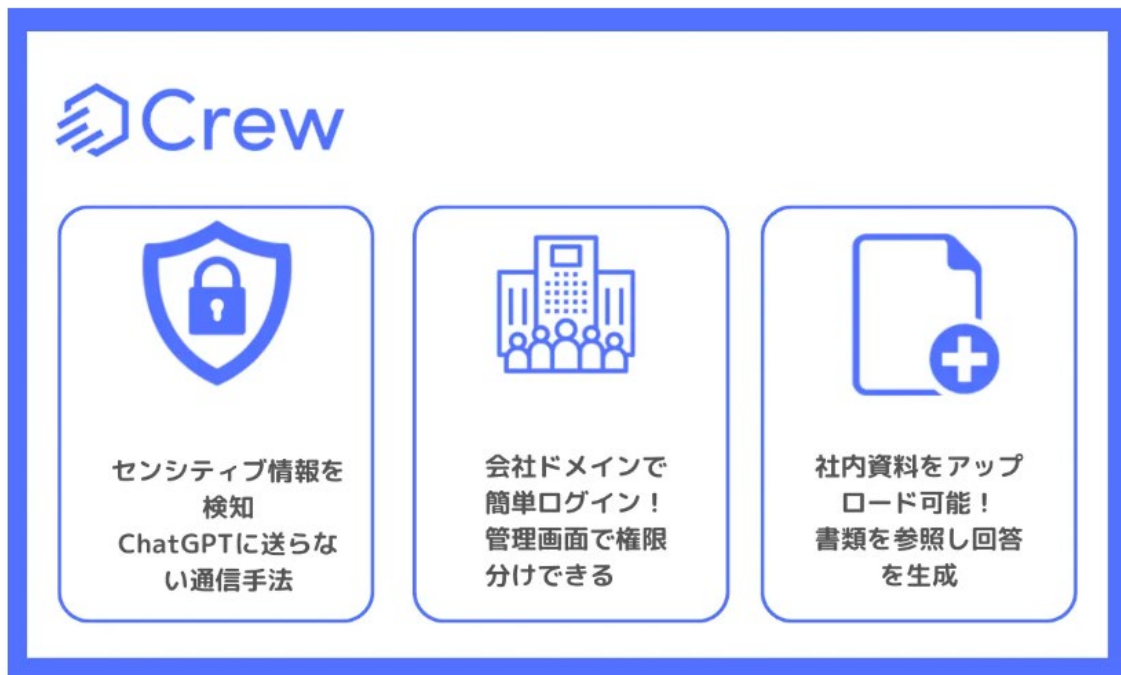 Crew
センシティブ情報を
検知
ChatGPTに送らな
い通信手法
会社ドメインで
簡単ログイン！
管理画面で権限
分けできる
社内資料をアップ
ロード可能！
書類を参照し回答
を生成